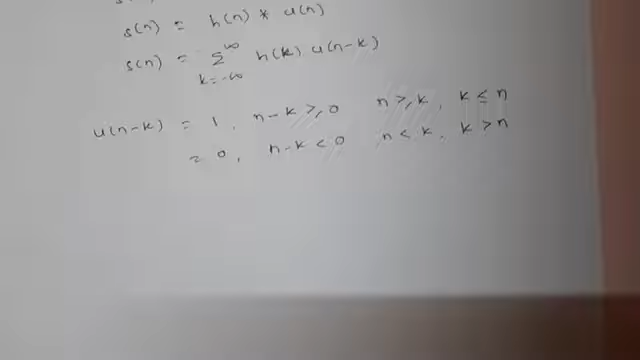 s(n) = h(n) * u(n)
s(n) = ∑ h(k) u(n-k)
∞
k=-∞
u(n-k) = 1, n-k ≥ 0 n ≥ k, k ≤ n
= 0, n-k < 0 n < k, k > n